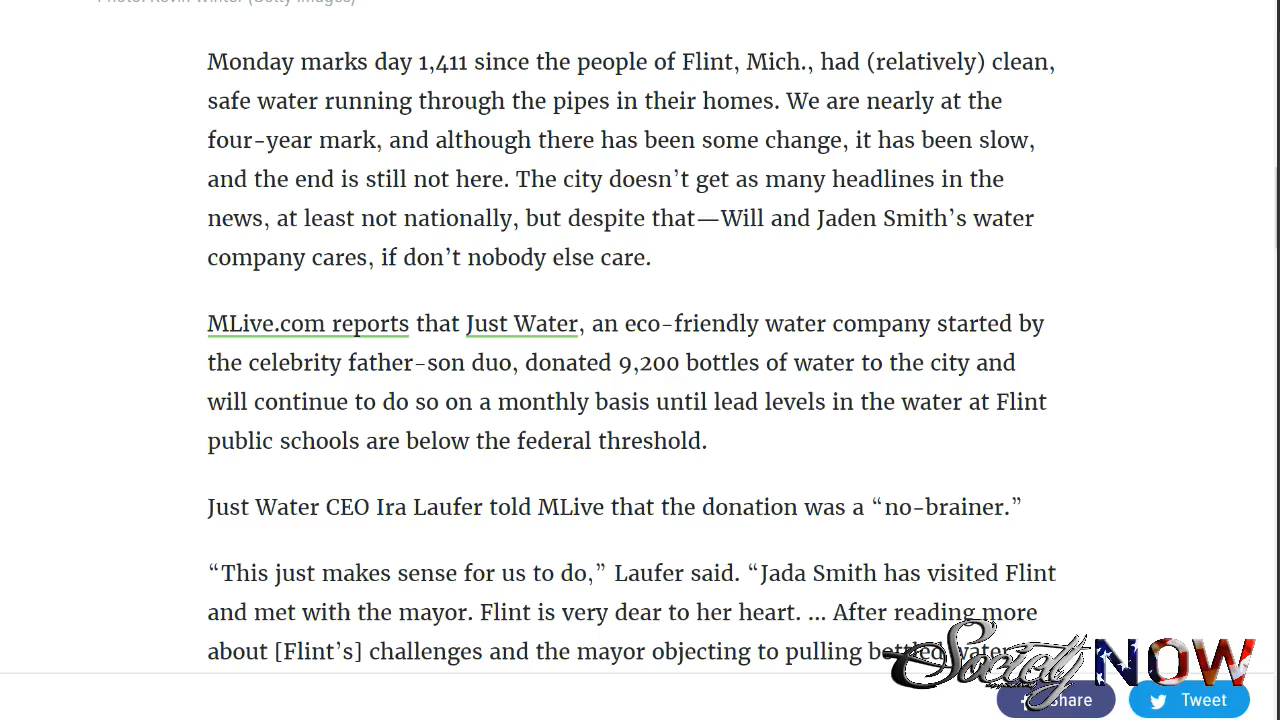 Monday marks day 1,411 since the people of Flint, Mich., had (relatively) clean,
safe water running through the pipes in their homes. We are nearly at the
four-year mark, and although there has been some change, it has been slow,
and the end is still not here. The city doesn’t get as many headlines in the
news, at least not nationally, but despite that—Will and Jaden Smith’s water
company cares, if don’t nobody else care.
MLive.com reports that Just Water, an eco-friendly water company started by
the celebrity father-son duo, donated 9,200 bottles of water to the city and
will continue to do so on a monthly basis until lead levels in the water at Flint
public schools are below the federal threshold.
Just Water CEO Ira Laufer told MLive that the donation was a “no-brainer.”
“This just makes sense for us to do,” Laufer said. “Jada Smith has visited Flint
and met with the mayor. Flint is very dear to her heart. ... After reading more
about [Flint’s] challenges and the mayor objecting to pulling bottled water
Society NOW
Share Tweet